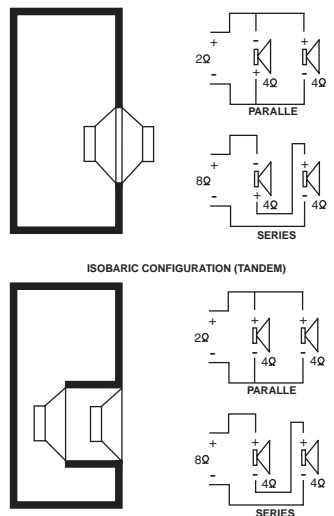 +
-
+
2Ω
-
+
4Ω
-
4Ω
PARALLE
+
-
+
8Ω
-
+
4Ω
-
4Ω
SERIES
ISOBARIC CONFIGURATION (TANDEM)
+
+
+
2Ω
-
-
4Ω
-
4Ω
PARALLE
+
+
+
8Ω
-
-
4Ω
-
4Ω
SERIES